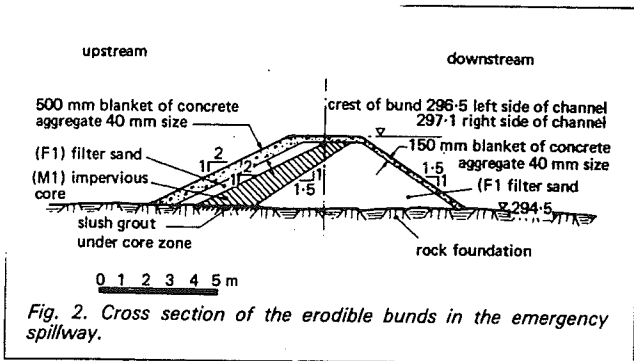 upstream
downstream
500 mm blanket of concrete
aggregate 40 mm size
(F1) filter sand
(M1) impervious
core
slush grout
under core zone
2
1
2
1
1
1·5
crest of bund 296·5 left side of channel
297·1 right side of channel
150 mm blanket of concrete
aggregate 40 mm size
1·5
1
(F1 filter sand
294·5
rock foundation
0 1 2 3 4 5 m
Fig. 2. Cross section of the erodible bunds in the emergency
spillway.